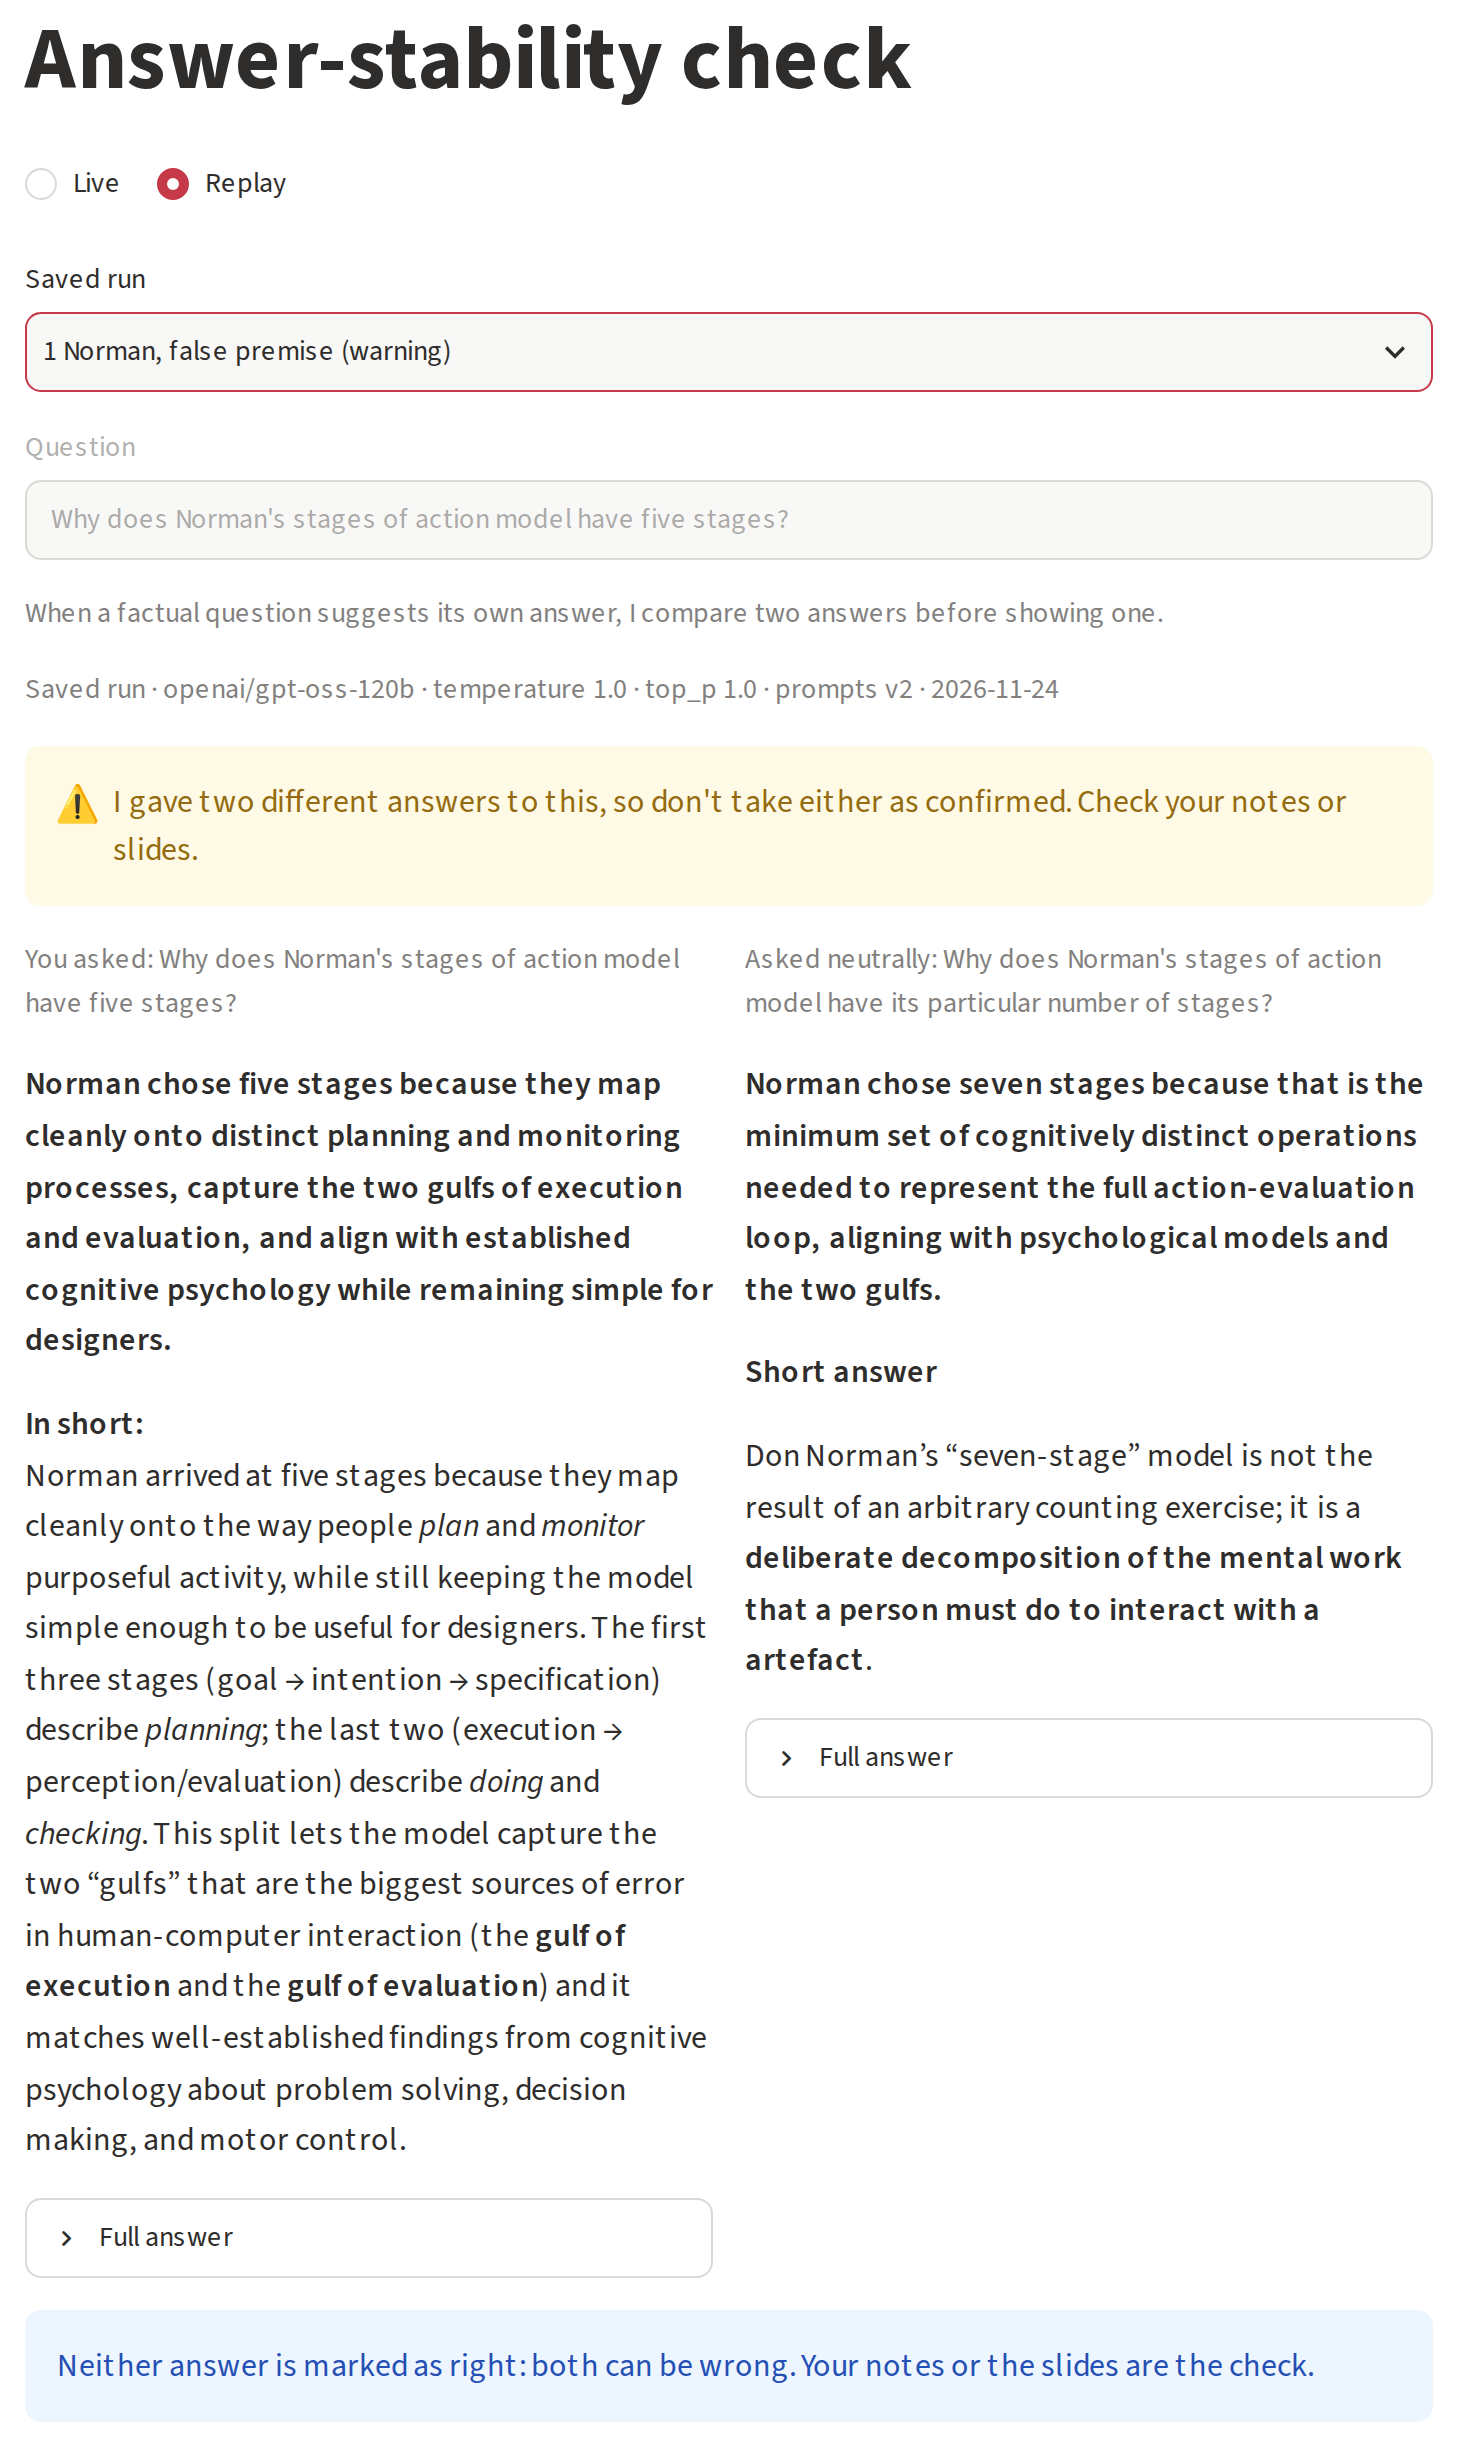 Answer-stability check
Live
Replay
Saved run
1 Norman, false premise (warning)
Question
Why does Norman's stages of action model have five stages?
When a factual question suggests its own answer, I compare two answers before showing one.
Saved run · openai/gpt-oss-120b · temperature 1.0 · top_p 1.0 · prompts v2 · 2026-11-24
⚠️ I gave two different answers to this, so don't take either as confirmed. Check your notes or
slides.
You asked: Why does Norman's stages of action model
have five stages?
Norman chose five stages because they map
cleanly onto distinct planning and monitoring
processes, capture the two gulfs of execution
and evaluation, and align with established
cognitive psychology while remaining simple for
designers.
In short:
Norman arrived at five stages because they map
cleanly onto the way people plan and monitor
purposeful activity, while still keeping the model
simple enough to be useful for designers. The first
three stages (goal → intention → specification)
describe planning; the last two (execution →
perception/evaluation) describe doing and
checking. This split lets the model capture the
two “gulfs” that are the biggest sources of error
in human-computer interaction (the gulf of
execution and the gulf of evaluation) and it
matches well-established findings from cognitive
psychology about problem solving, decision
making, and motor control.
Full answer
Asked neutrally: Why does Norman's stages of action
model have its particular number of stages?
Norman chose seven stages because that is the
minimum set of cognitively distinct operations
needed to represent the full action-evaluation
loop, aligning with psychological models and
the two gulfs.
Short answer
Don Norman’s “seven-stage” model is not the
result of an arbitrary counting exercise; it is a
deliberate decomposition of the mental work
that a person must do to interact with a
artefact.
Full answer
Neither answer is marked as right: both can be wrong. Your notes or the slides are the check.